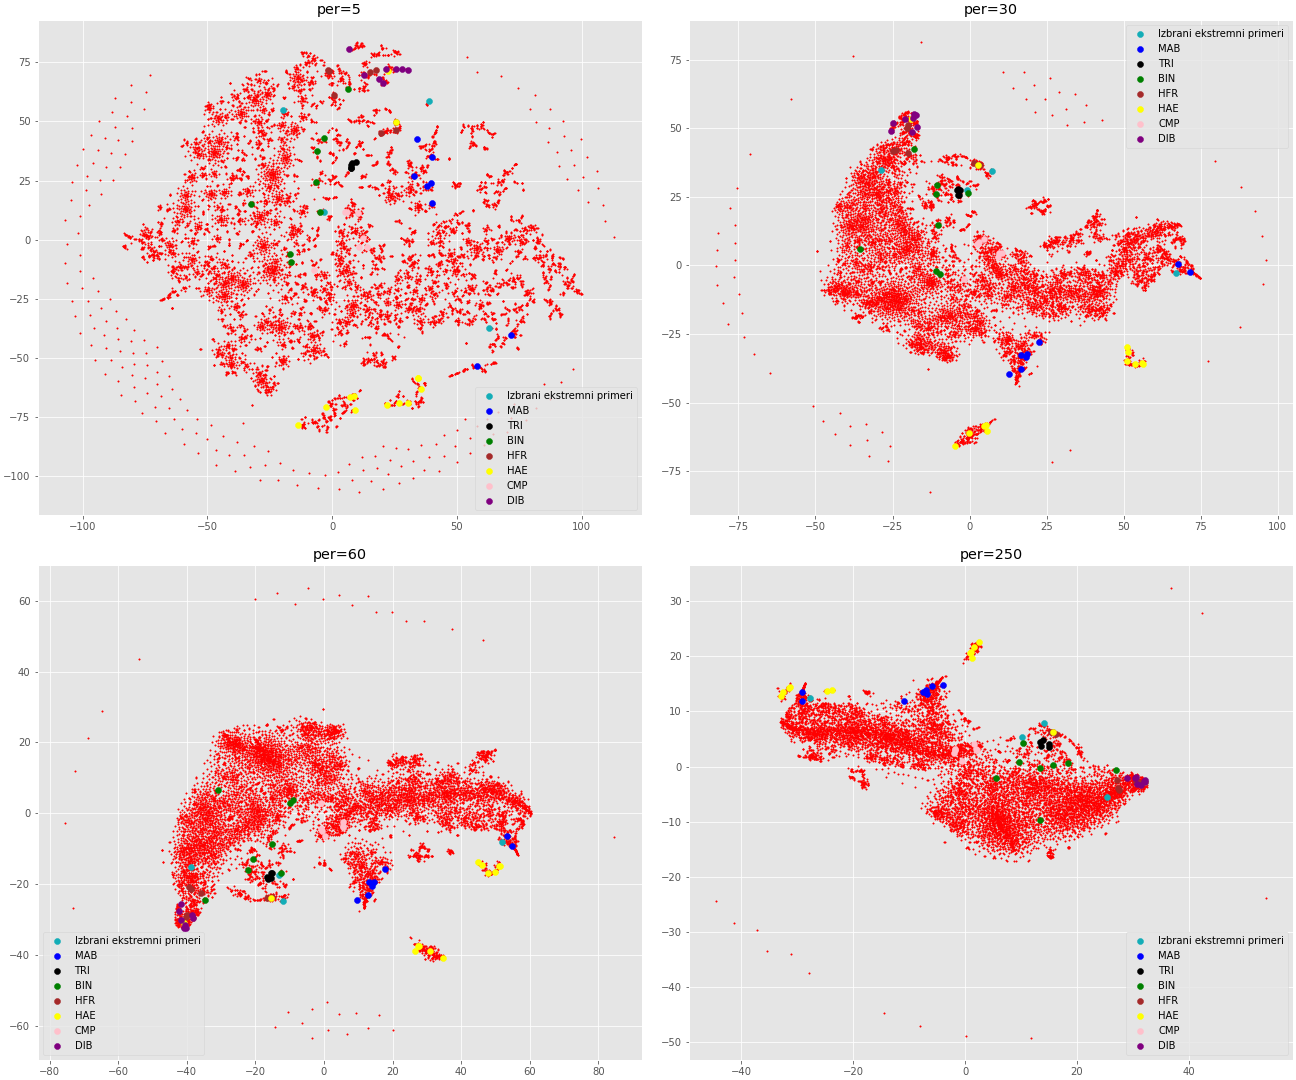 per=5
75
50
25
0
−25
−50
−75
−100
−100
−50
0
50
100
Izbrani ekstremni primeri
MAB
TRI
BIN
HFR
HAE
CMP
DIB
per=30
75
50
25
0
−25
−50
−75
−75
−50
−25
0
25
50
75
100
Izbrani ekstremni primeri
MAB
TRI
BIN
HFR
HAE
CMP
DIB
per=60
60
40
20
0
−20
−40
−60
−80
−60
−40
−20
0
20
40
60
80
Izbrani ekstremni primeri
MAB
TRI
BIN
HFR
HAE
CMP
DIB
per=250
30
20
10
0
−10
−20
−30
−40
−50
−40
−20
0
20
40
Izbrani ekstremni primeri
MAB
TRI
BIN
HFR
HAE
CMP
DIB